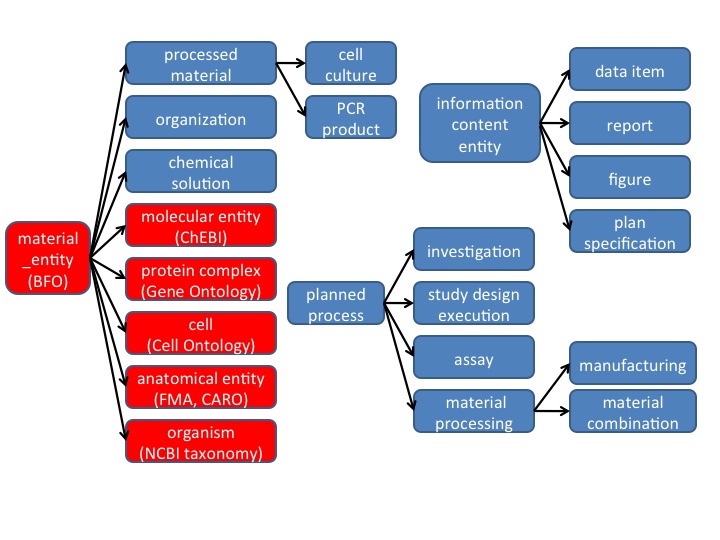 material
_entity
(BFO)
processed
material
organization
chemical
solution
molecular entity
(ChEBI)
protein complex
(Gene Ontology)
cell
(Cell Ontology)
anatomical entity
(FMA, CARO)
organism
(NCBI taxonomy)
cell
culture
PCR
product
information
content
entity
data item
report
figure
plan
specification
planned
process
investigation
study design
execution
assay
material
processing
manufacturing
material
combination